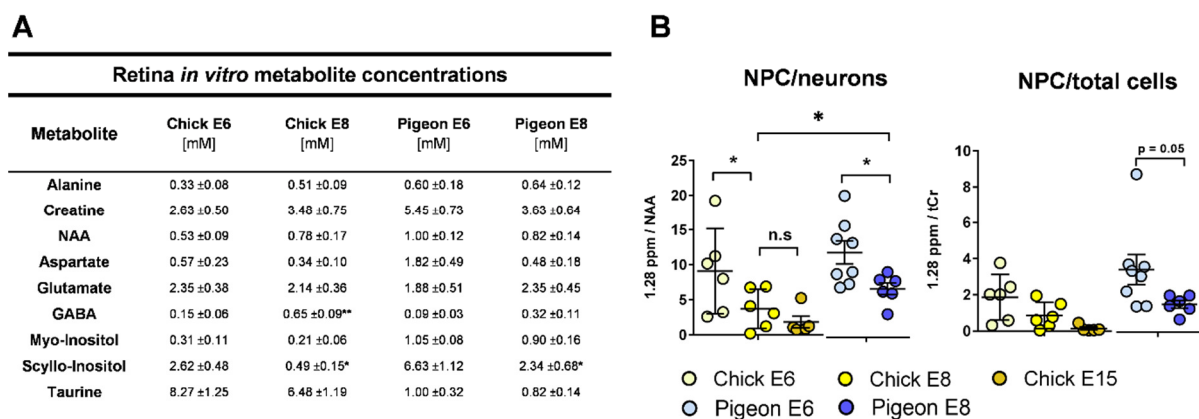 A
Retina in vitro metabolite concentrations
Metabolite Chick E6 [mM] Chick E8 [mM] Pigeon E6 [mM] Pigeon E8 [mM]
Alanine 0.33 ±0.08 0.51 ±0.09 0.60 ±0.18 0.64 ±0.12
Creatine 2.63 ±0.50 3.48 ±0.75 5.45 ±0.73 3.63 ±0.64
NAA 0.53 ±0.09 0.78 ±0.17 1.00 ±0.12 0.82 ±0.14
Aspartate 0.57 ±0.23 0.34 ±0.10 1.82 ±0.49 0.48 ±0.18
Glutamate 2.35 ±0.38 2.14 ±0.36 1.88 ±0.51 2.35 ±0.45
GABA 0.15 ±0.06 0.65 ±0.09** 0.09 ±0.03 0.32 ±0.11
Myo-Inositol 0.31 ±0.11 0.21 ±0.06 1.05 ±0.08 0.90 ±0.16
Scyllo-Inositol 2.62 ±0.48 0.49 ±0.15* 6.63 ±1.12 2.34 ±0.68*
Taurine 8.27 ±1.25 6.48 ±1.19 1.00 ±0.32 0.82 ±0.14
B
NPC/neurons
*
* *
n.s
25
20
15
10
5
0
1.28 ppm / NAA
NPC/total cells
p = 0.05
10
8
6
4
2
0
1.28 ppm / tCr
Chick E6 Chick E8 Chick E15
Pigeon E6 Pigeon E8